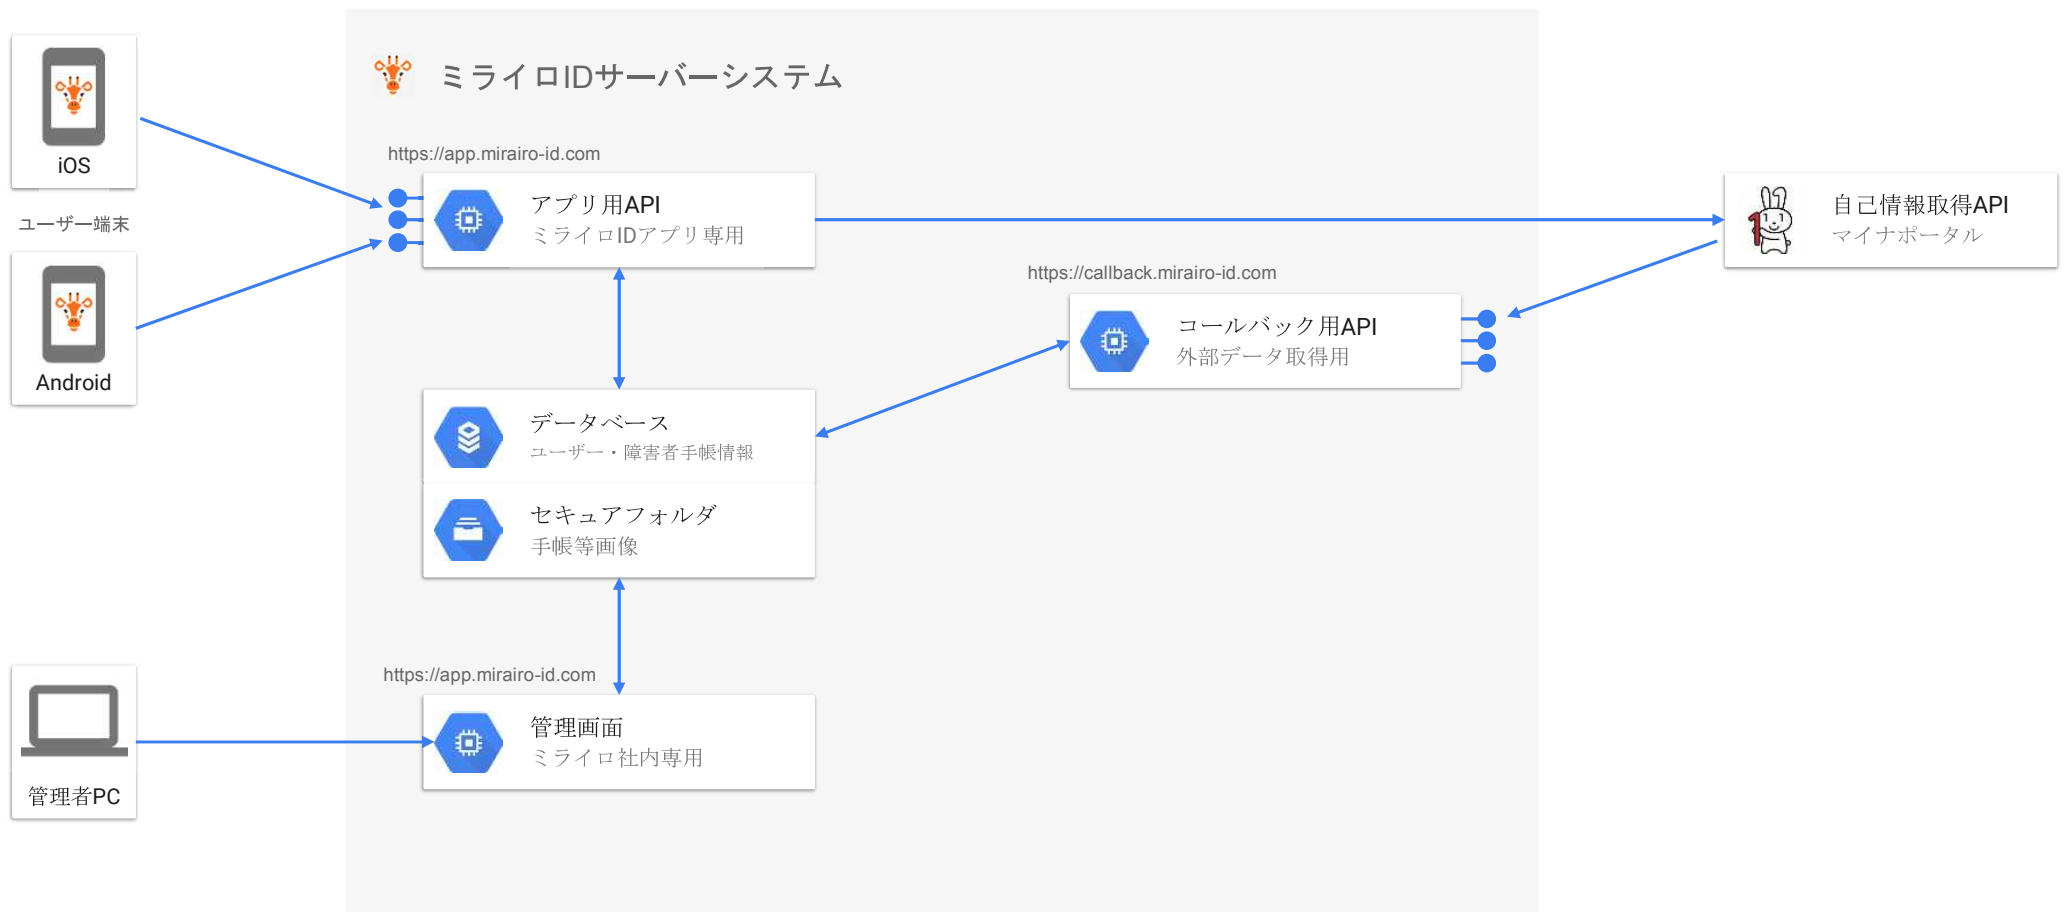 ミライロIDサーバーシステム
iOS
ユーザー端末
Android
https://app.mirairo-id.com
アプリ用API
ミライロIDアプリ専用
自己情報取得API
マイナポータル
https://callback.mirairo-id.com
コールバック用API
外部データ取得用
データベース
ユーザー・障害者手帳情報
セキュアフォルダ
手帳等画像
https://app.mirairo-id.com
管理画面
ミライロ社内専用
管理者PC